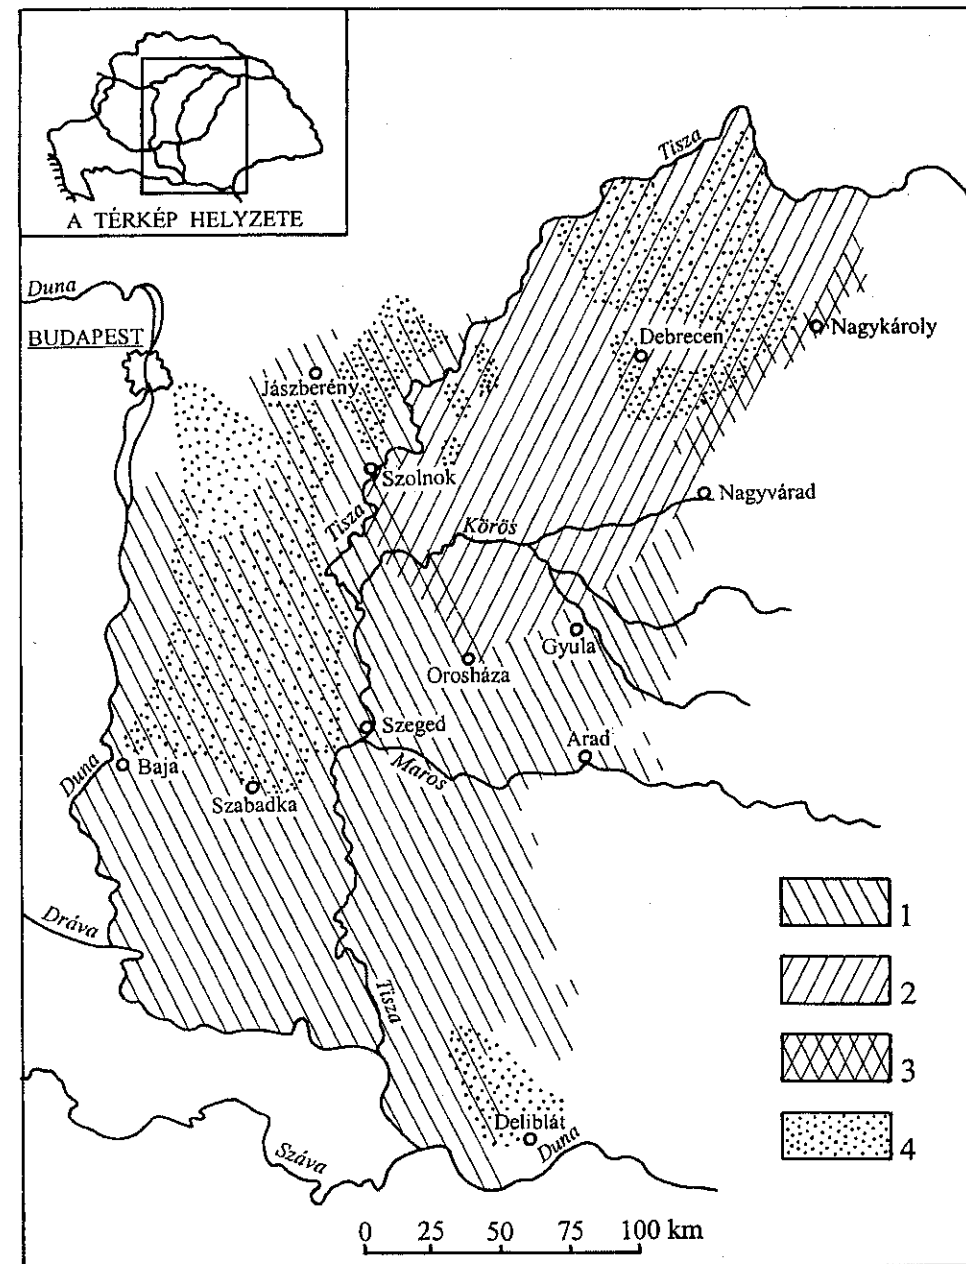 A TÉRKÉP HELYZETE
Tisza
Duna
BUDAPEST
Nagykároly
Debrecen
Jászberény
Szolnok
Nagyvárad
Tisza
Körös
Gyula
Orosháza
Szeged
Arad
Duna
Baja
Maros
Szabadka
1
Dráva
2
Tisza
3
Deliblát
4
Duna
Száva
0 25 50 75 100 km